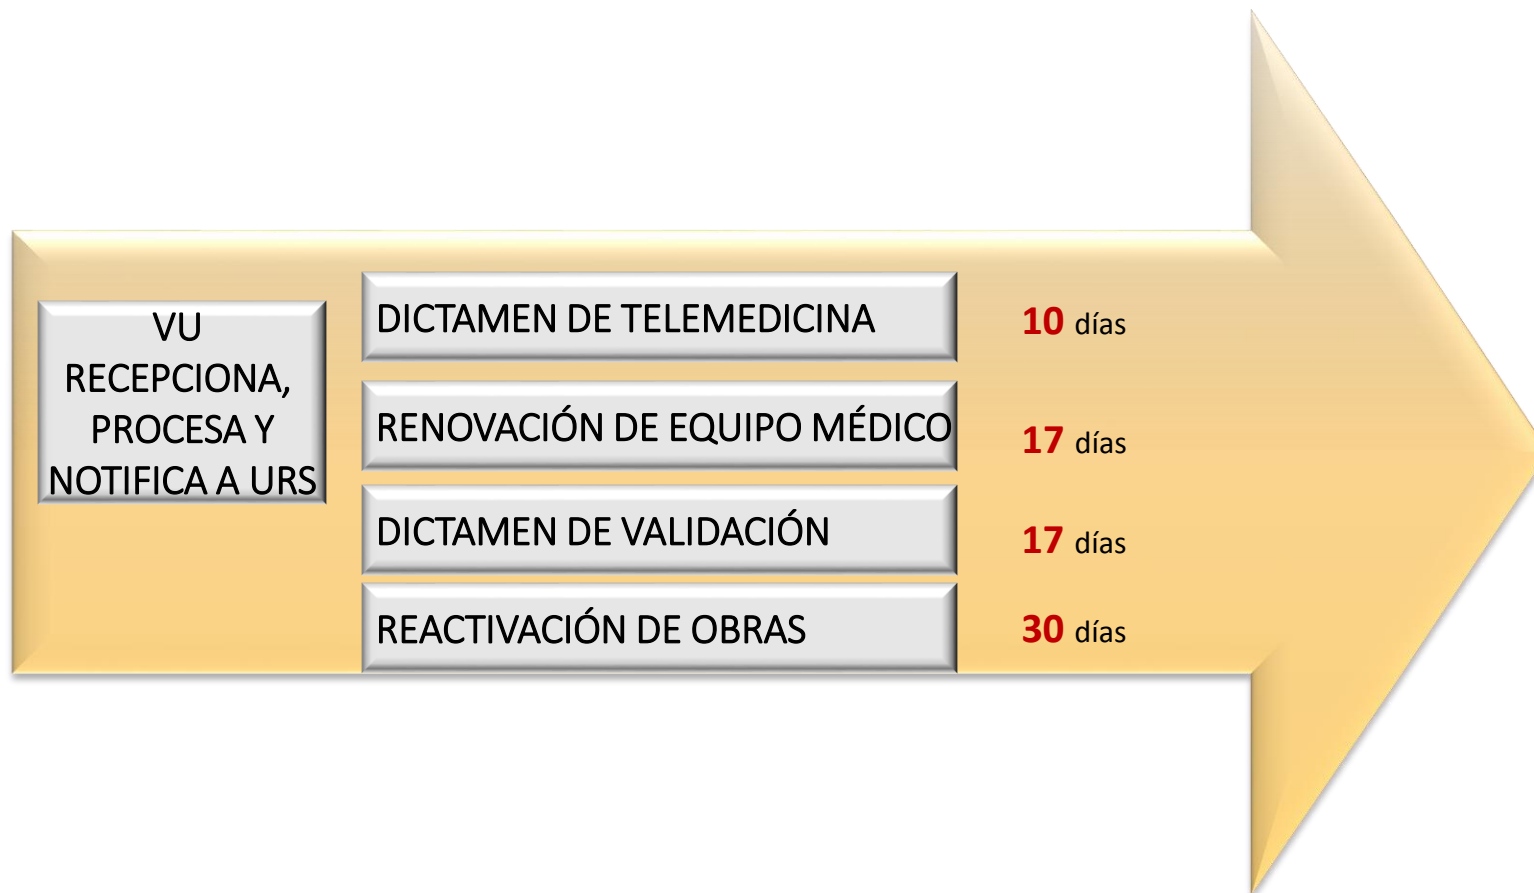 VU
RECEPCIONA,
PROCESA Y
NOTIFICA A URS
DICTAMEN DE TELEMEDICINA 10 días
RENOVACIÓN DE EQUIPO MÉDICO 17 días
DICTAMEN DE VALIDACIÓN 17 días
REACTIVACIÓN DE OBRAS 30 días